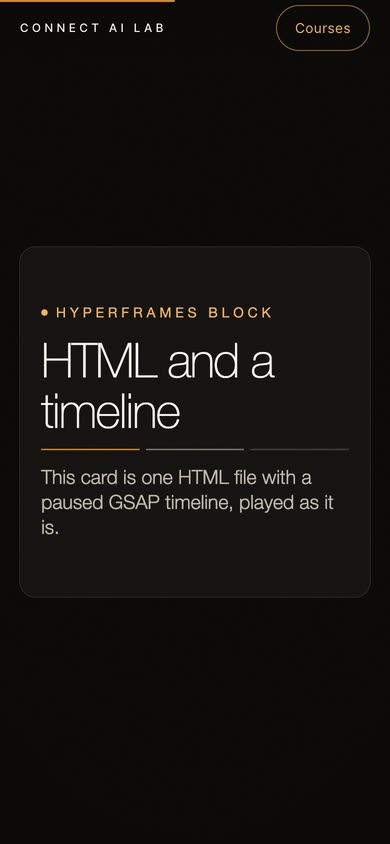 CONNECT AI LAB
Courses
HYPERFRAMES BLOCK
HTML and a
timeline
This card is one HTML file with a
paused GSAP timeline, played as it
is.